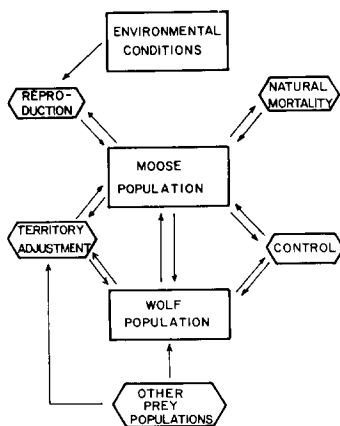 ENVIRONMENTAL
CONDITIONS
REPRO-
DUCTION
NATURAL
MORTALITY
MOOSE
POPULATION
TERRITORY
ADJUSTMENT
CONTROL
WOLF
POPULATION
OTHER
PREY
POPULATIONS